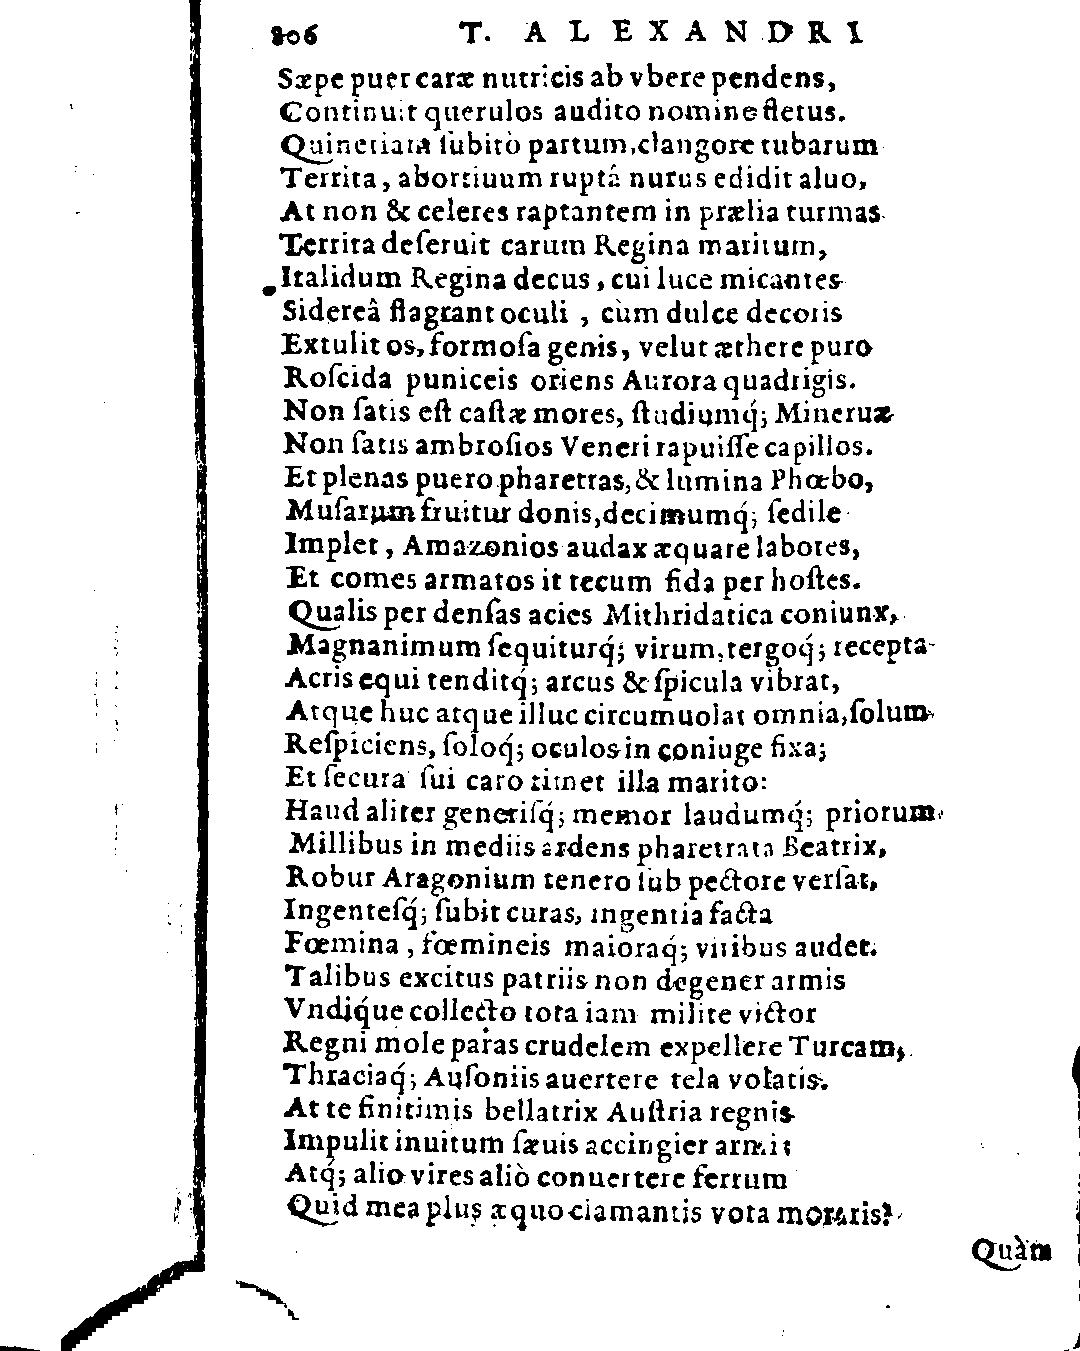 806 T. ALEXANDRI
Sæpe puer caræ nutricis ab vbere pendens,
Continuit querulos audito nomine fletus.
Quinetiam ſubitò partum, clangore tubarum
Territa, abortiuum ruptâ nurus edidit aluo,
At non & celeres raptantem in prælia turmas
Territa deſeruit carum Regina maritum,
Italidum Regina decus, cui luce micantes
Sidereâ flagrant oculi, cùm dulce decoris
Extulit os, formoſa genis, velut æthere puro
Roſcida puniceis oriens Aurora quadrigis.
Non ſatis eſt caſtæ mores, ſtudiumq́; Mineruæ
Non ſatis ambroſios Veneri rapuiſſe capillos.
Et plenas puero pharetras, & lumina Phœbo,
Muſarum fruitur donis, decimumq́; ſedile
Implet, Amazonios audax æquare labores,
Et comes armatos it tecum fida per hoſtes.
Qualis per denſas acies Mithridatica coniunx,
Magnanimum ſequiturq́; virum, tergoq́; recepta
Acris equi tenditq́; arcus & ſpicula vibrat,
Atque huc atque illuc circumuolat omnia, ſolum
Reſpiciens, ſoloq́; oculos in coniuge fixa;
Et ſecura ſui caro timet illa marito:
Haud aliter generiſq́; memor laudumq́; priorum
Millibus in mediis ardens pharetrata Beatrix,
Robur Aragonium tenero ſub pectore verſat,
Ingenteſq́; ſubit curas, ingentia facta
Fœmina, fœmineis maioraq́; viribus audet.
Talibus excitus patriis non degener armis
Vndiq́ue collecto tota iam milite victor
Regni mole paras crudelem expellere Turcam,
Thraciaq́; Auſoniis auertere tela volatis.
At te finitimis bellatrix Auſtria regnis
Impulit inuitum ſæuis accingier armis
Atq́; alio vires aliò conuertere ferrum
Quid mea plus æquo clamantis vota moraris?
Quàm